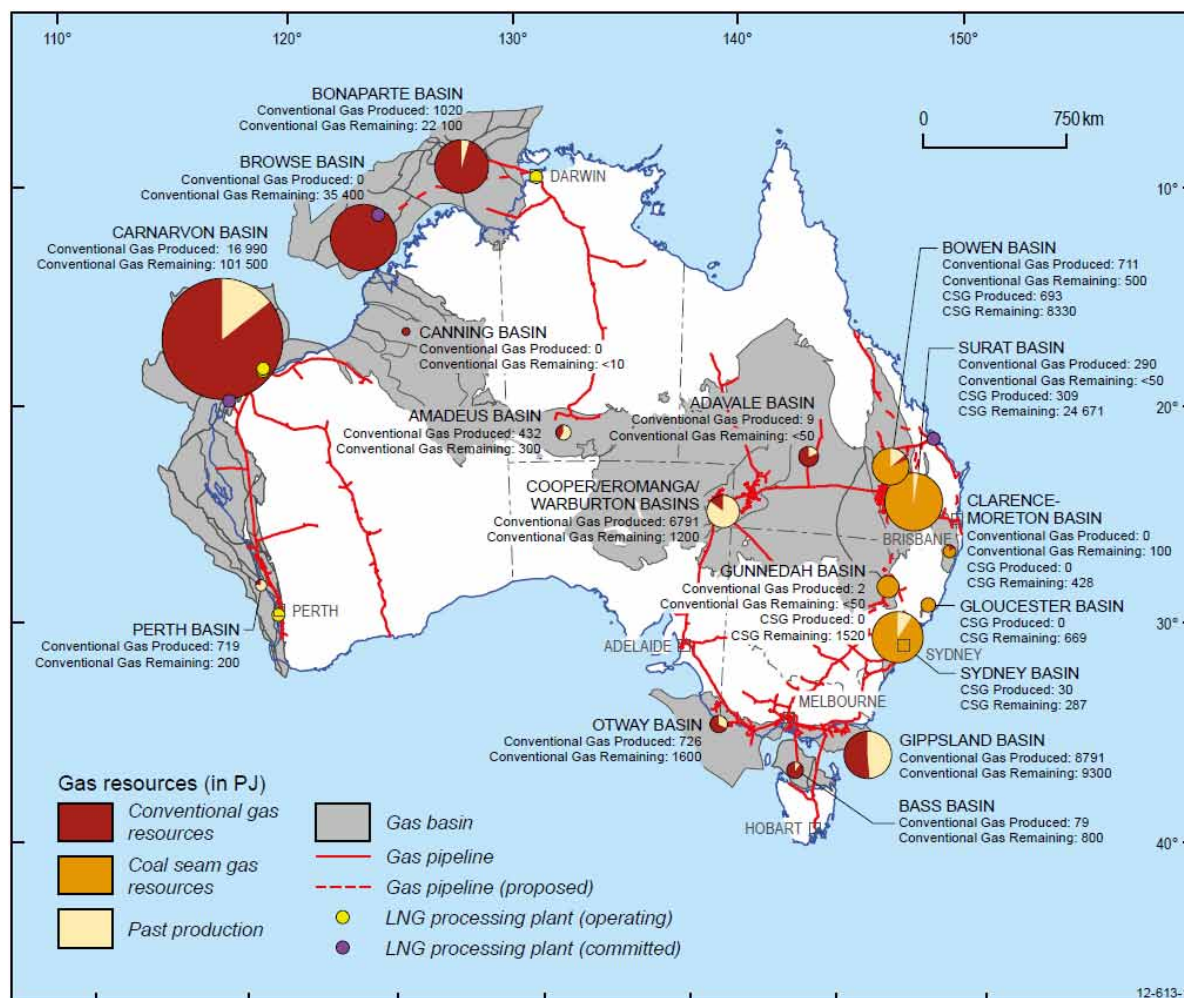 110°
120°
130°
140°
150°
BONAPARTE BASIN
Conventional Gas Produced: 1020
Conventional Gas Remaining: 22 100
0
750 km
BROWSE BASIN
Conventional Gas Produced: 0
Conventional Gas Remaining: 35 400
DARWIN
10°
CARNARVON BASIN
Conventional Gas Produced: 16 990
Conventional Gas Remaining: 101 500
BOWEN BASIN
Conventional Gas Produced: 711
Conventional Gas Remaining: 500
CSG Produced: 693
CSG Remaining: 8330
CANNING BASIN
Conventional Gas Produced: 0
Conventional Gas Remaining: <10
SURAT BASIN
Conventional Gas Produced: 290
Conventional Gas Remaining: <50
CSG Produced: 309
CSG Remaining: 24 671
20°
AMADEUS BASIN
Conventional Gas Produced: 432
Conventional Gas Remaining: 300
ADAVALE BASIN
Conventional Gas Produced: 9
Conventional Gas Remaining: <50
COOPER/EROMANGA/
WARBURTON BASINS
Conventional Gas Produced: 6791
Conventional Gas Remaining: 1200
CLARENCE-
MORETON BASIN
Conventional Gas Produced: 0
Conventional Gas Remaining: 100
CSG Produced: 0
CSG Remaining: 428
BRISBANE
GUNNEDAH BASIN
Conventional Gas Produced: 2
Conventional Gas Remaining: <50
CSG Produced: 0
CSG Remaining: 1520
GLOUCESTER BASIN
CSG Produced: 0
CSG Remaining: 669
30°
PERTH
PERTH BASIN
Conventional Gas Produced: 719
Conventional Gas Remaining: 200
ADELAIDE
SYDNEY
SYDNEY BASIN
CSG Produced: 30
CSG Remaining: 287
MELBOURNE
OTWAY BASIN
Conventional Gas Produced: 726
Conventional Gas Remaining: 1600
GIPPSLAND BASIN
Conventional Gas Produced: 8791
Conventional Gas Remaining: 9300
BASS BASIN
Conventional Gas Produced: 79
Conventional Gas Remaining: 800
HOBART
40°
Gas resources (in PJ)
Conventional gas
resources
Coal seam gas
resources
Past production
Gas basin
Gas pipeline
Gas pipeline (proposed)
LNG processing plant (operating)
LNG processing plant (committed)